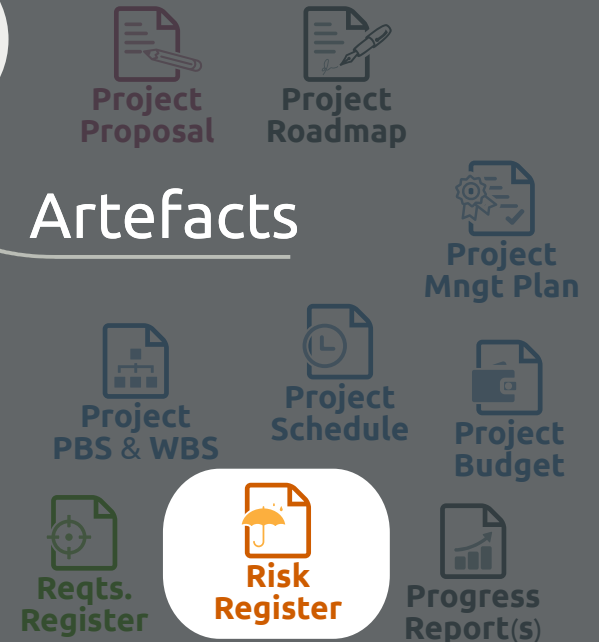 Project
Proposal
Project
Roadmap
Artefacts
Project
Mngt Plan
Project
PBS & WBS
Project
Schedule
Project
Budget
Reqts.
Register
Risk
Register
Progress
Report(s)